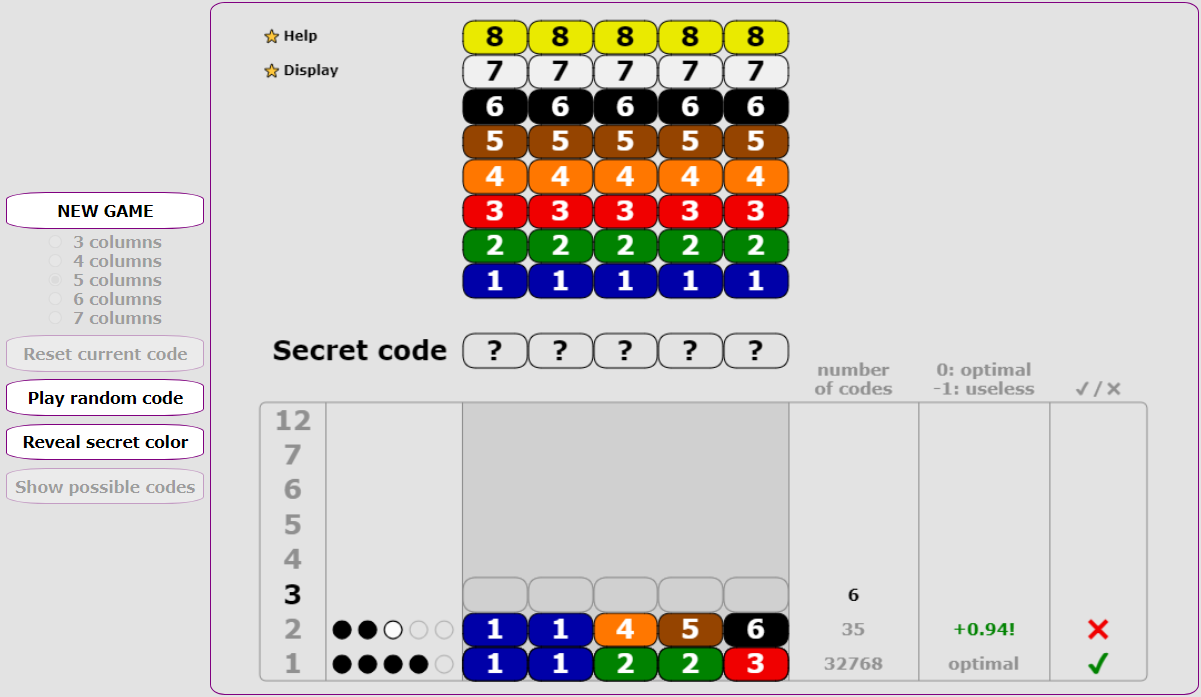 Help
Display
8 8 8 8 8
7 7 7 7 7
6 6 6 6 6
5 5 5 5 5
4 4 4 4 4
3 3 3 3 3
2 2 2 2 2
1 1 1 1 1
NEW GAME
3 columns
4 columns
5 columns
6 columns
7 columns
Reset current code
Play random code
Reveal secret color
Show possible codes
Secret code ? ? ? ? ?
number
of codes
0: optimal
-1: useless
✓/✕
12
7
6
5
4
3 6
2 1 1 4 5 6 35 +0.94! ✕
1 1 1 2 2 3 32768 optimal ✓